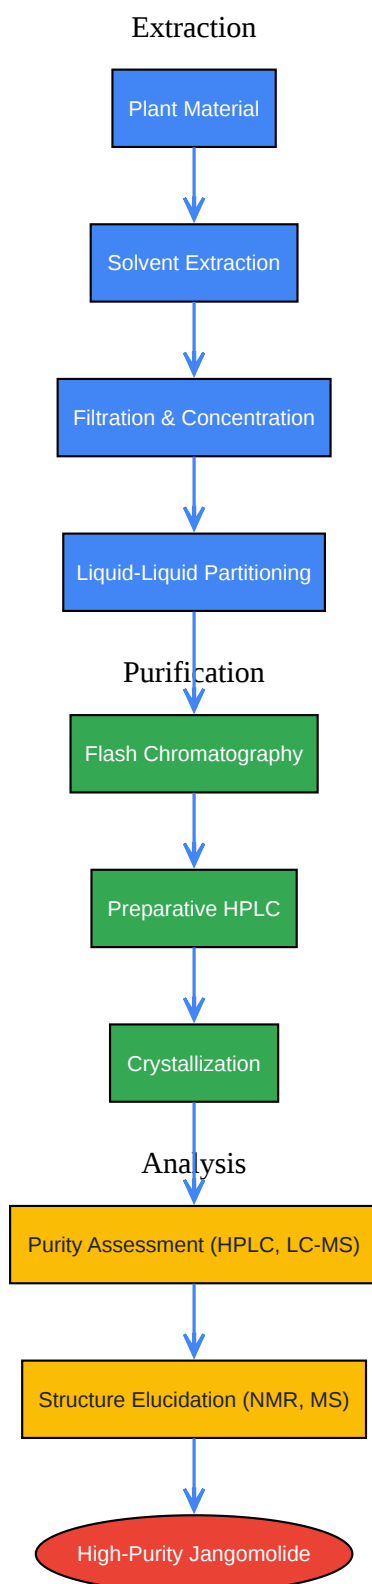 Extraction
Plant Material
Solvent Extraction
Filtration & Concentration
Liquid-Liquid Partitioning
Purification
Flash Chromatography
Preparative HPLC
Crystallization
Analysis
Purity Assessment (HPLC, LC-MS)
Structure Elucidation (NMR, MS)
High-Purity Jangomolide